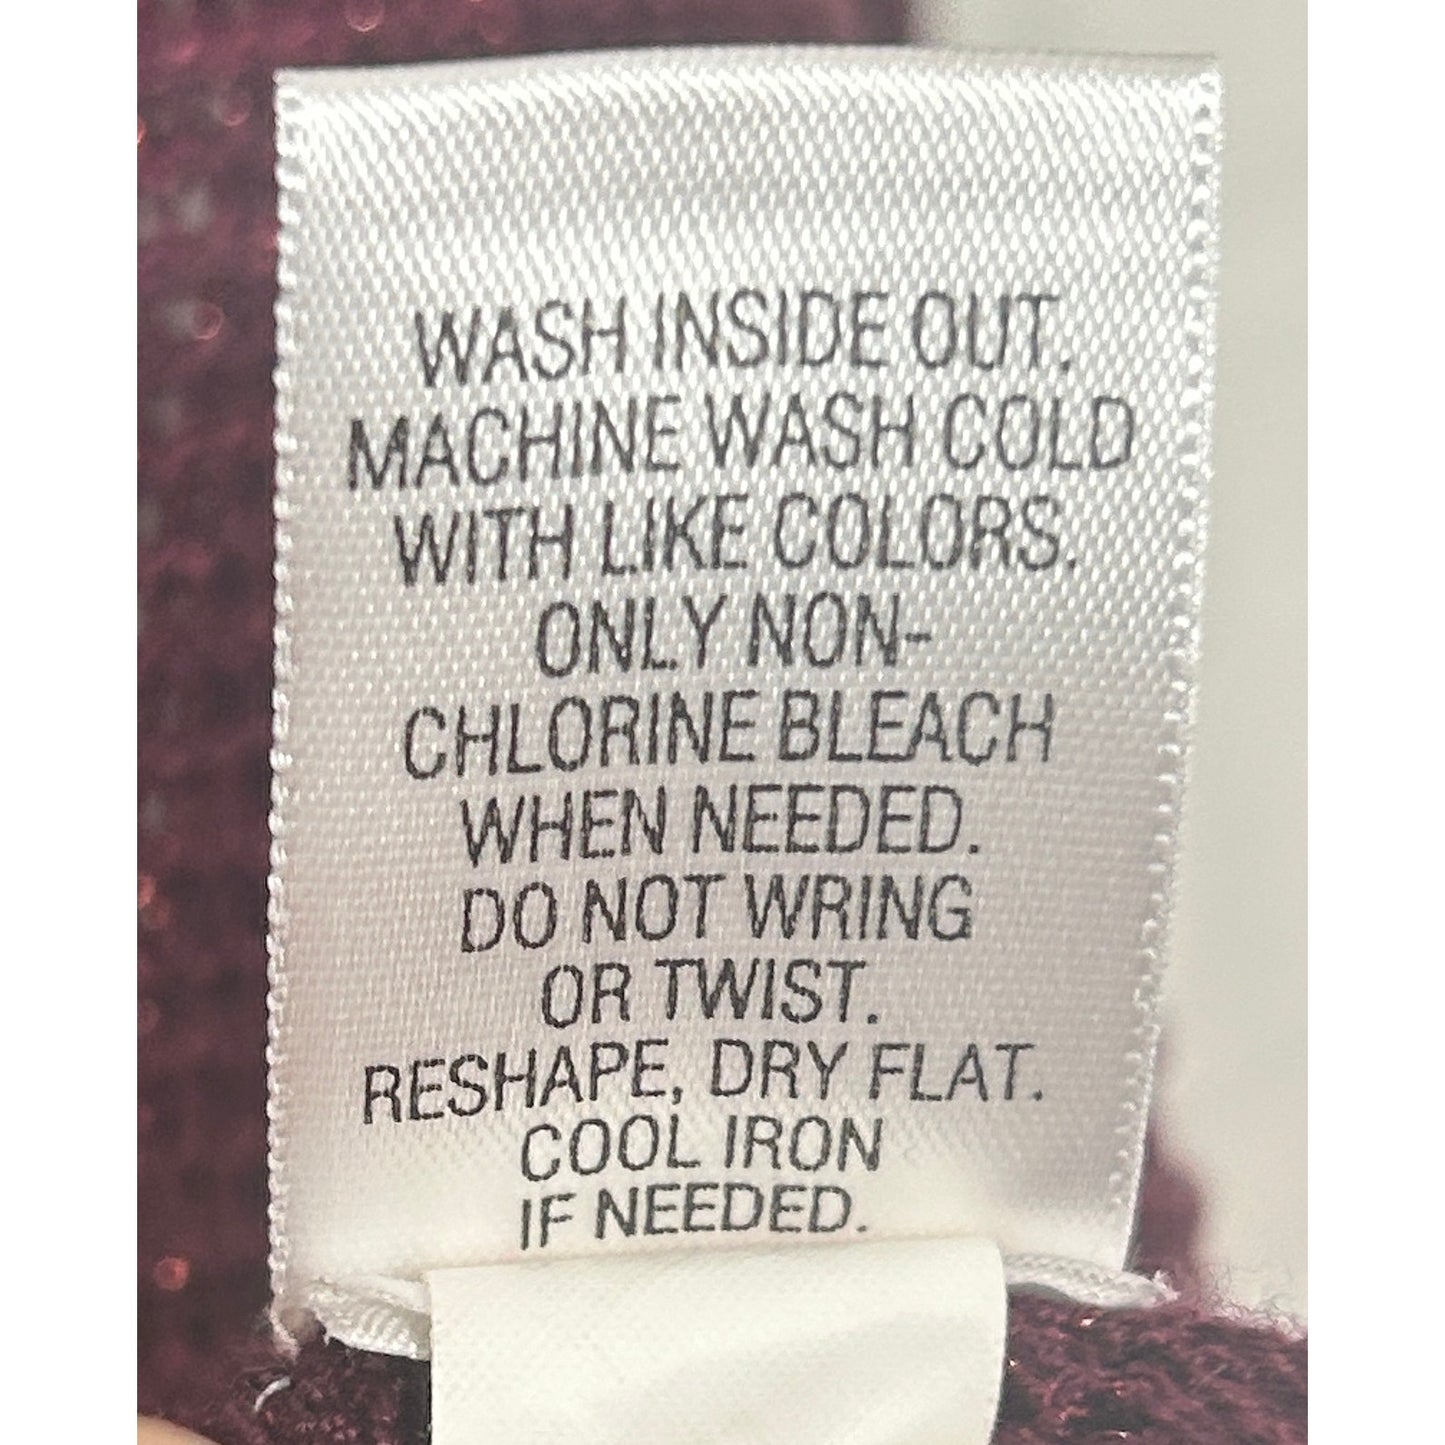 WASH INSIDE OUT.
MACHINE WASH COLD
WITH LIKE COLORS.
ONLY NON-
CHLORINE BLEACH
WHEN NEEDED.
DO NOT WRING
OR TWIST.
RESHAPE, DRY FLAT.
COOL IRON
IF NEEDED.